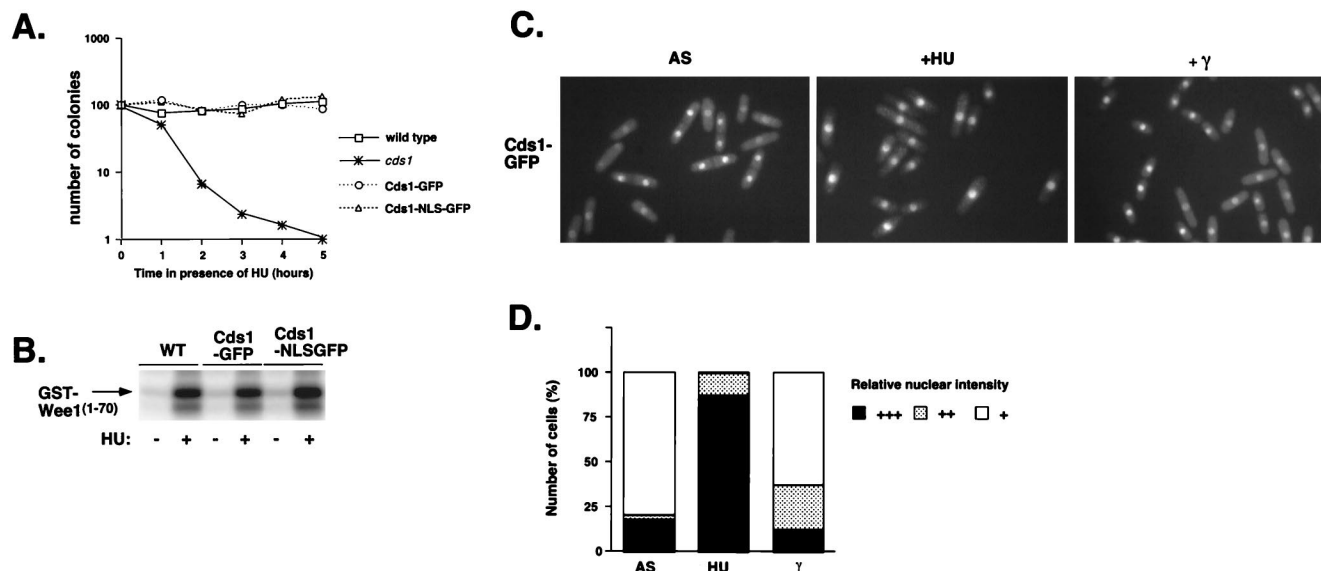 A.
1000
100
10
1
number of colonies
0 1 2 3 4 5
Time in presence of HU (hours)
wild type
cds1
Cds1-GFP
Cds1-NLS-GFP
B.
WT
Cds1
-GFP
Cds1
-NLSGFP
GST-
Wee1(1-70)
HU: - + - + - +
C.
AS
+HU
+ γ
Cds1-
GFP
D.
100
75
50
25
0
Number of cells (%)
AS HU γ
Relative nuclear intensity
+++ ++ +